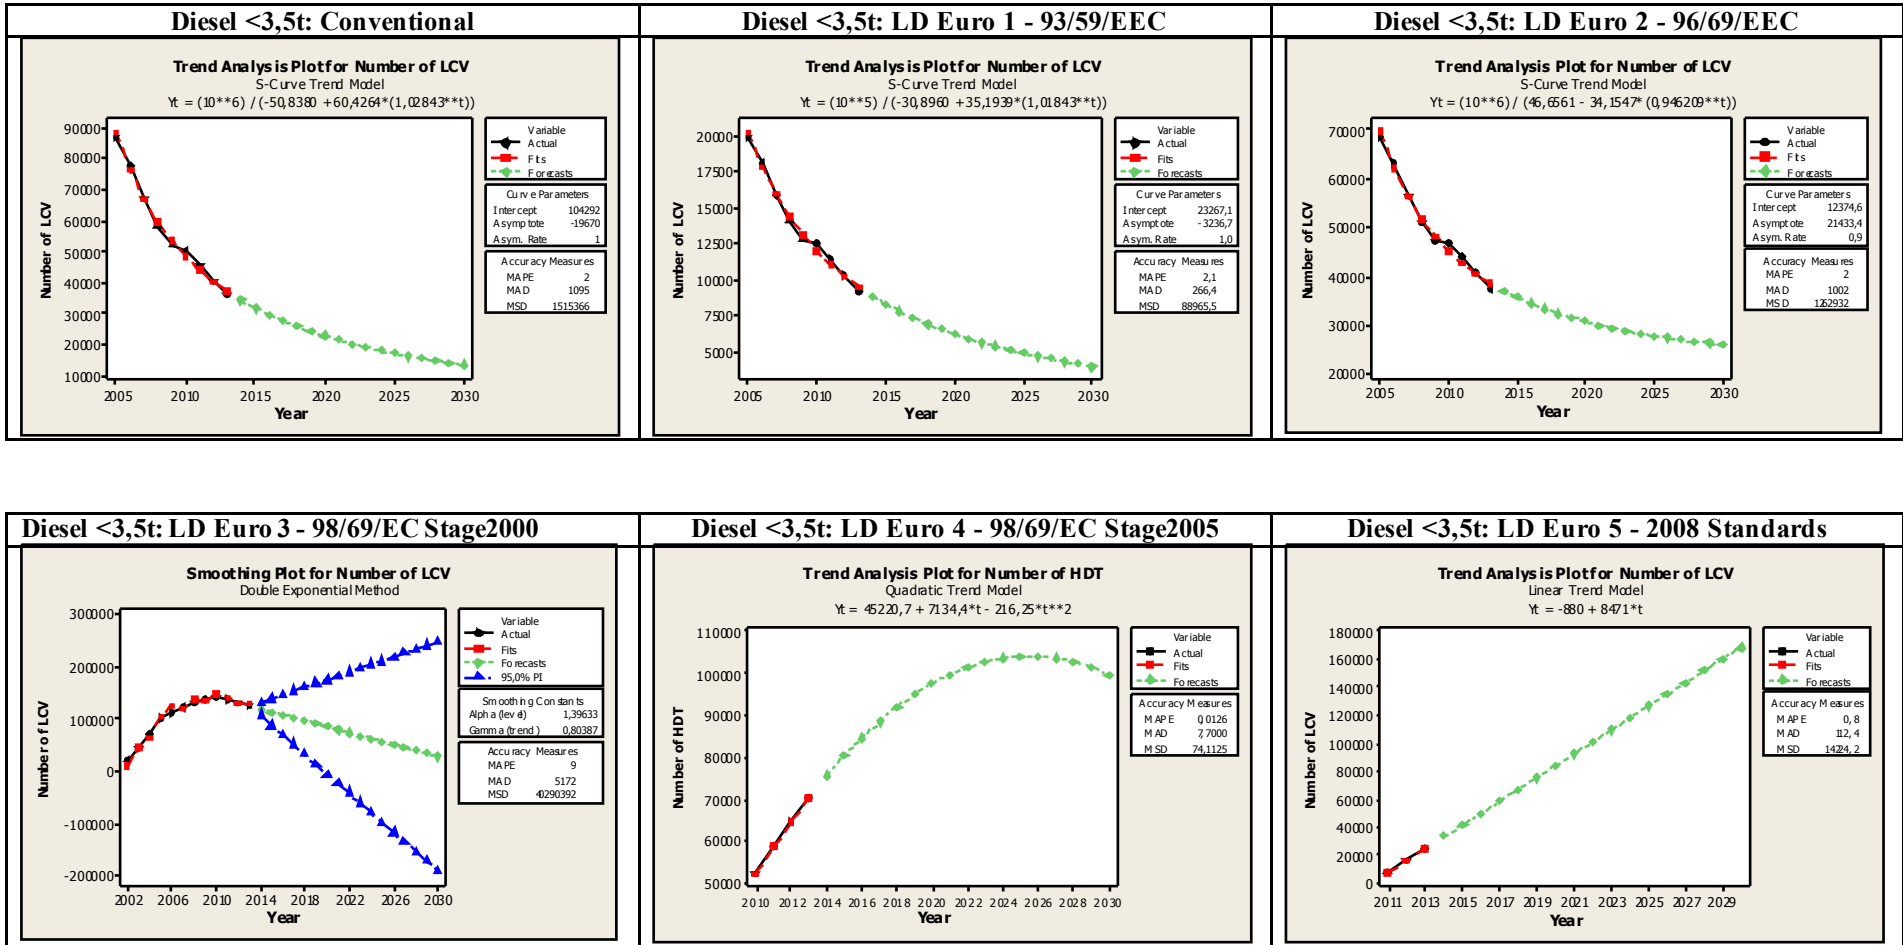 Diesel <3,5t: Conventional
Diesel <3,5t: LD Euro 1 - 93/59/EEC
Diesel <3,5t: LD Euro 2 - 96/69/EEC
Trend Analysis Plot for Number of LCV
S-Curve Trend Model
Yt = (10**6) / (-50,8380 + 60,4264*(1,02843**t))
90000
80000
70000
60000
50000
40000
30000
20000
10000
Number of LCV
2005 2010 2015 2020 2025 2030
Year
Variable
Actual
Fits
Forecasts
Curve Parameters
Intercept 104292
Asymptote -19670
Asym. Rate 1
Accuracy Measures
MAPE 2
MAD 1095
MSD 1515366
Trend Analysis Plot for Number of LCV
S-Curve Trend Model
Yt = (10**5) / (-30,8960 + 35,1939*(1,01843**t))
20000
17500
15000
12500
10000
7500
5000
Number of LCV
2005 2010 2015 2020 2025 2030
Year
Variable
Actual
Fits
Forecasts
Curve Parameters
Intercept 23267,1
Asymptote -3236,7
Asym. Rate 1,0
Accuracy Measures
MAPE 2,1
MAD 266,4
MSD 88965,5
Trend Analysis Plot for Number of LCV
S-Curve Trend Model
Yt = (10**6) / (46,6561 - 34,1547* (0,946209**t))
70000
60000
50000
40000
30000
20000
Number of LCV
2005 2010 2015 2020 2025 2030
Year
Variable
Actual
Fits
Forecasts
Curve Parameters
Intercept 12374,6
Asymptote 21433,4
Asym. Rate 0,9
Accuracy Measures
MAPE 2
MAD 1002
MSD 1262932
Diesel <3,5t: LD Euro 3 - 98/69/EC Stage2000
Diesel <3,5t: LD Euro 4 - 98/69/EC Stage2005
Diesel <3,5t: LD Euro 5 - 2008 Standards
Smoothing Plot for Number of LCV
Double Exponential Method
300000
200000
100000
0
-100000
-200000
Number of LCV
2002 2006 2010 2014 2018 2022 2026 2030
Year
Variable
Actual
Fits
Forecasts
95,0% PI
Smoothing Constants
Alpha (level) 1,39633
Gamma (trend) 0,80387
Accuracy Measures
MAPE 9
MAD 5172
MSD 40290392
Trend Analysis Plot for Number of HDT
Quadratic Trend Model
Yt = 45220,7 + 7134,4*t - 216,25*t**2
110000
100000
90000
80000
70000
60000
50000
Number of HDT
2010 2012 2014 2016 2018 2020 2022 2024 2026 2028 2030
Year
Variable
Actual
Fits
Forecasts
Accuracy Measures
MAPE 0,0126
MAD 7,7000
MSD 74,1125
Trend Analysis Plot for Number of LCV
Linear Trend Model
Yt = -880 + 8471*t
180000
160000
140000
120000
100000
80000
60000
40000
20000
0
Number of LCV
2011 2013 2015 2017 2019 2021 2023 2025 2027 2029
Year
Variable
Actual
Fits
Forecasts
Accuracy Measures
MAPE 0,8
MAD 112,4
MSD 14224,2